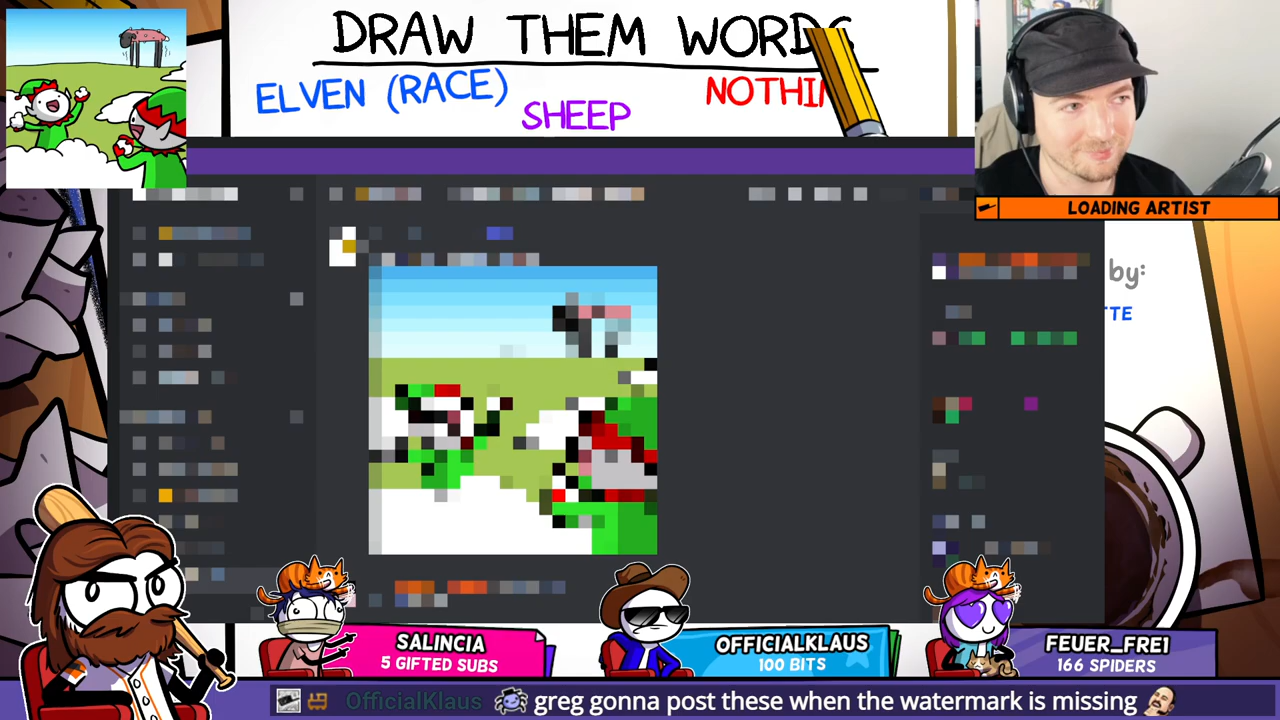 DRAW THEM WORDS
ELVEN (RACE)
NOTHIN
SHEEP
LOADING ARTIST
by:
TTE
SALINCIA
5 GIFTED SUBS
OFFICIALKLAUS
100 BITS
FEUER_FRE1
166 SPIDERS
OfficialKlaus greg gonna post these when the watermark is missing